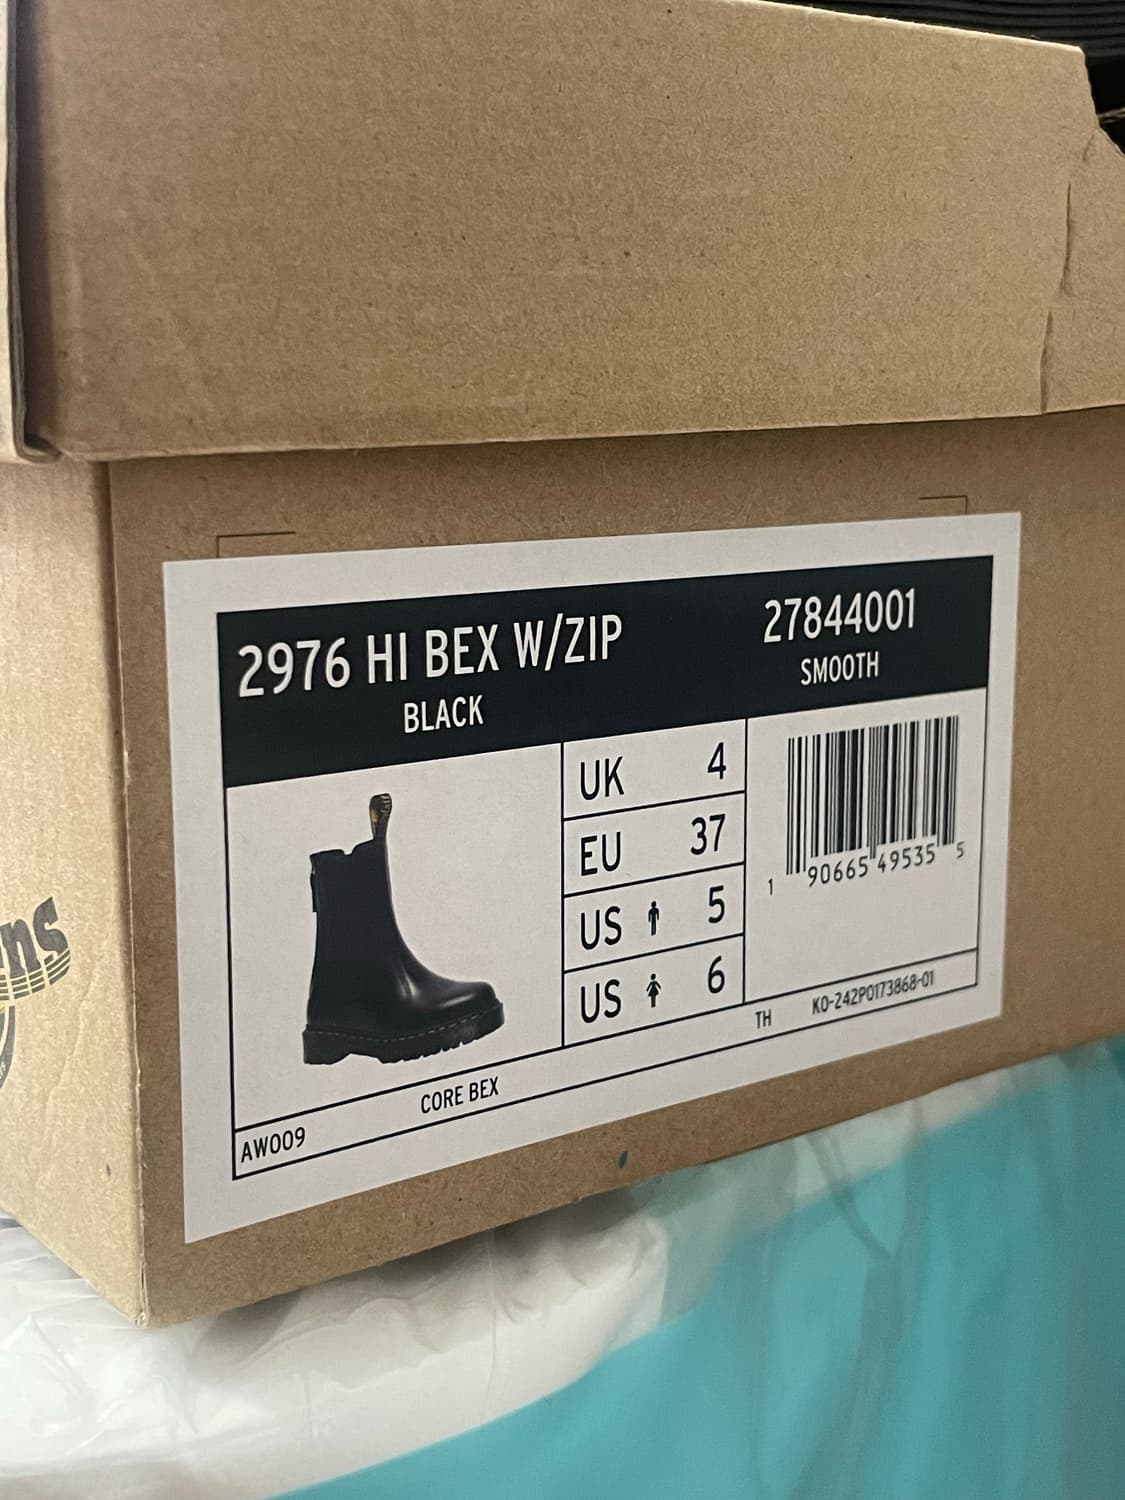 2976 HI BEX W/ZIP
BLACK
27844001
SMOOTH
UK 4
EU 37
US 5
US 6
1 90665 49535 5
TH KO-242P0173868-01
CORE BEX
AW009
ens